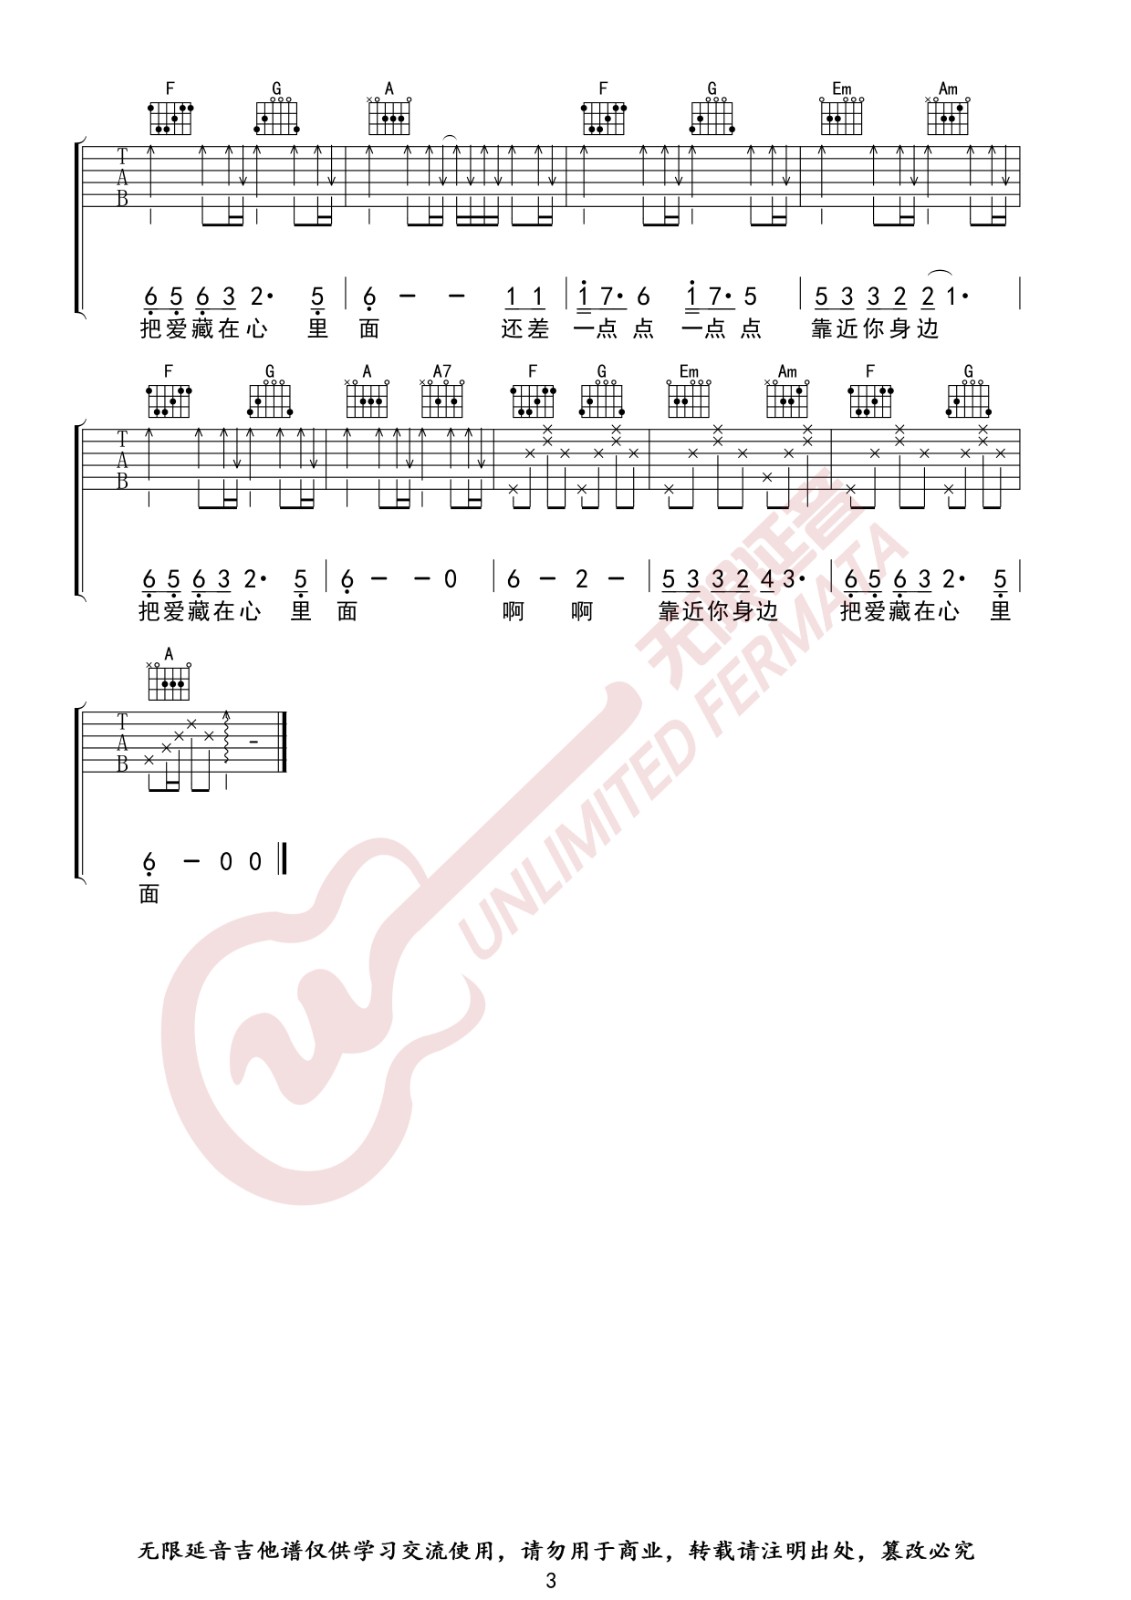 F G A F G Em Am
T
A
B
6 5 6 3 2· 5 | 6 – – 1 1 | 1 7· 6 1 7· 5 | 5 3 3 2 2 1· |
把爱藏在心 里 面 还差 一点 点 一点 点 靠近你身边
F G A A7 F G Em Am F G
T
A
B
6 5 6 3 2· 5 | 6 – – 0 | 6 – 2 – | 5 3 3 2 4 3· | 6 5 6 3 2· 5 |
把爱藏在心 里 面 啊 啊 靠近你身边 把爱藏在心 里
A
T
A
B
6 – 0 0
面
无限延音
UNLIMITED FERMATA
无限延音吉他谱仅供学习交流使用，请勿用于商业，转载请注明出处，篡改必究
3